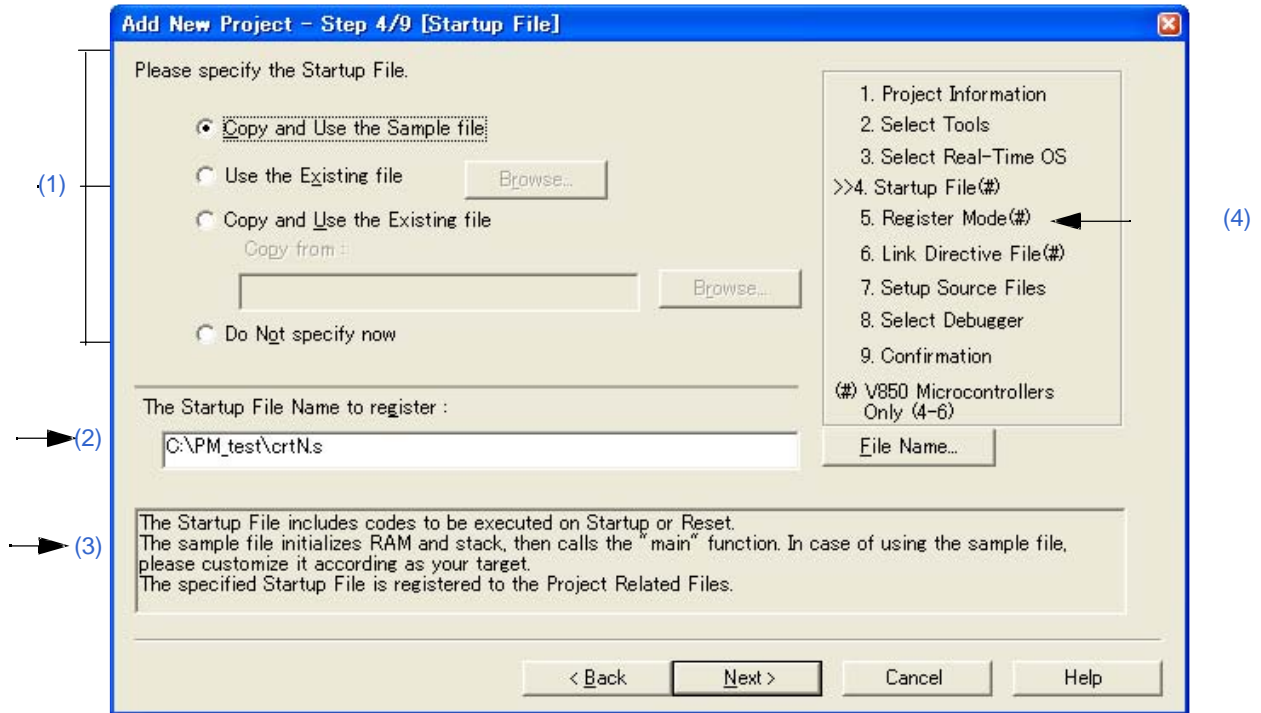 Add New Project - Step 4/9 [Startup File]
Please specify the Startup File.
Copy and Use the Sample file
Use the Existing file
Browse...
Copy and Use the Existing file
Copy from :
Browse...
Do Not specify now
(1)
1. Project Information
2. Select Tools
3. Select Real-Time OS
>>4. Startup File(#)
5. Register Mode(#)
6. Link Directive File(#)
7. Setup Source Files
8. Select Debugger
9. Confirmation
(#) V850 Microcontrollers
Only (4-6)
(4)
The Startup File Name to register :
(2)
C:\PM_test\crtN.s
File Name...
(3)
The Startup File includes codes to be executed on Startup or Reset.
The sample file initializes RAM and stack, then calls the "main" function. In case of using the sample file,
please customize it according as your target.
The specified Startup File is registered to the Project Related Files.
< Back
Next >
Cancel
Help